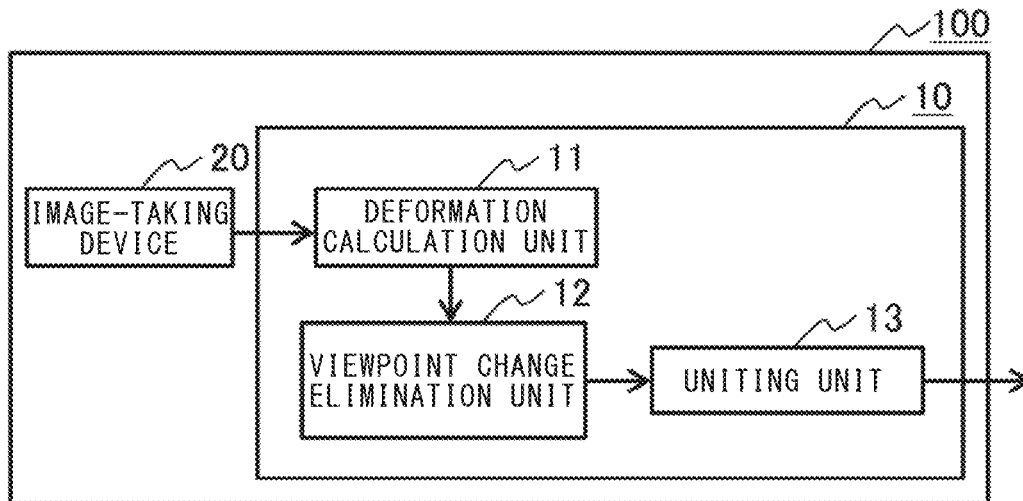 100
10
20
11
IMAGE-TAKING
DEVICE
DEFORMATION
CALCULATION UNIT
12
13
VIEWPOINT CHANGE
ELIMINATION UNIT
UNITING UNIT